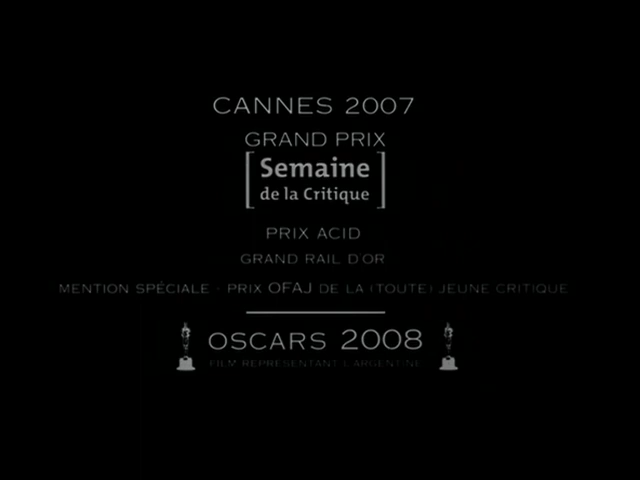 CANNES 2007
GRAND PRIX
Semaine
de la Critique
PRIX ACID
GRAND RAIL D'OR
MENTION SPÉCIALE - PRIX OFAJ DE LA (TOUTE) JEUNE CRITIQUE
OSCARS 2008
FILM REPRÉSENTANT L'ARGENTINE